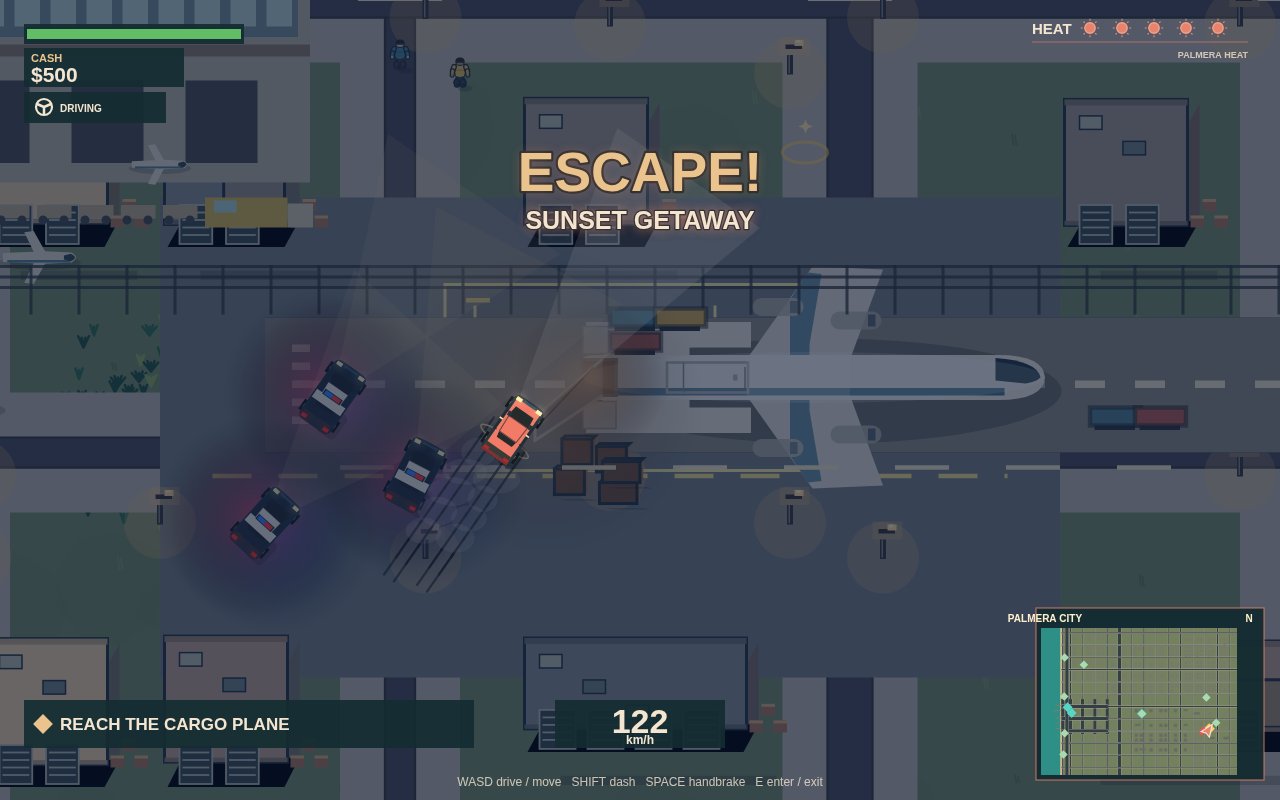 HEAT
PALMERA HEAT
CASH
$500
DRIVING
ESCAPE!
SUNSET GETAWAY
PALMERA CITY N
REACH THE CARGO PLANE
122
km/h
WASD drive / move SHIFT dash SPACE handbrake E enter / exit